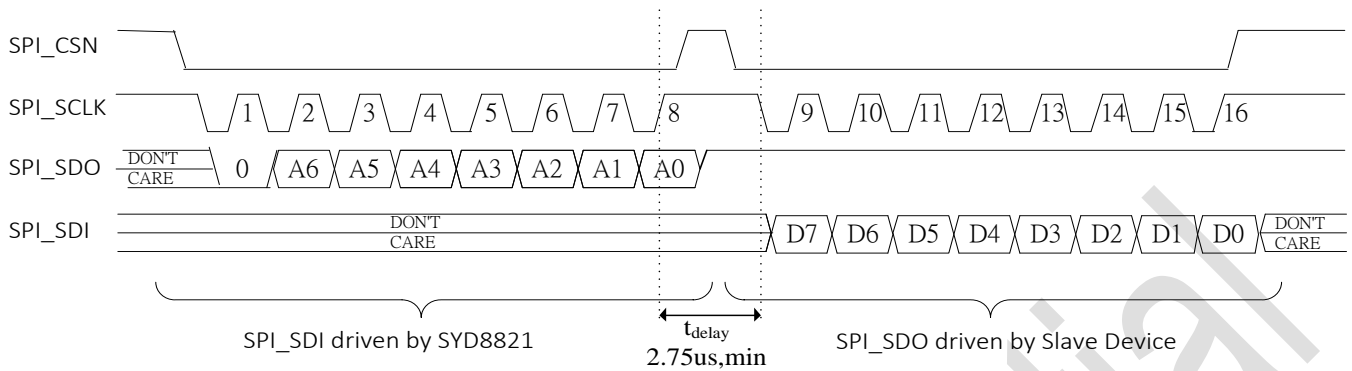 SPI_CSN
SPI_SCLK 1 2 3 4 5 6 7 8 9 10 11 12 13 14 15 16
SPI_SDO DON'T CARE 0 A6 A5 A4 A3 A2 A1 A0
SPI_SDI DON'T CARE D7 D6 D5 D4 D3 D2 D1 D0 DON'T CARE
SPI_SDI driven by SYD8821 tdelay SPI_SDO driven by Slave Device
2.75us,min